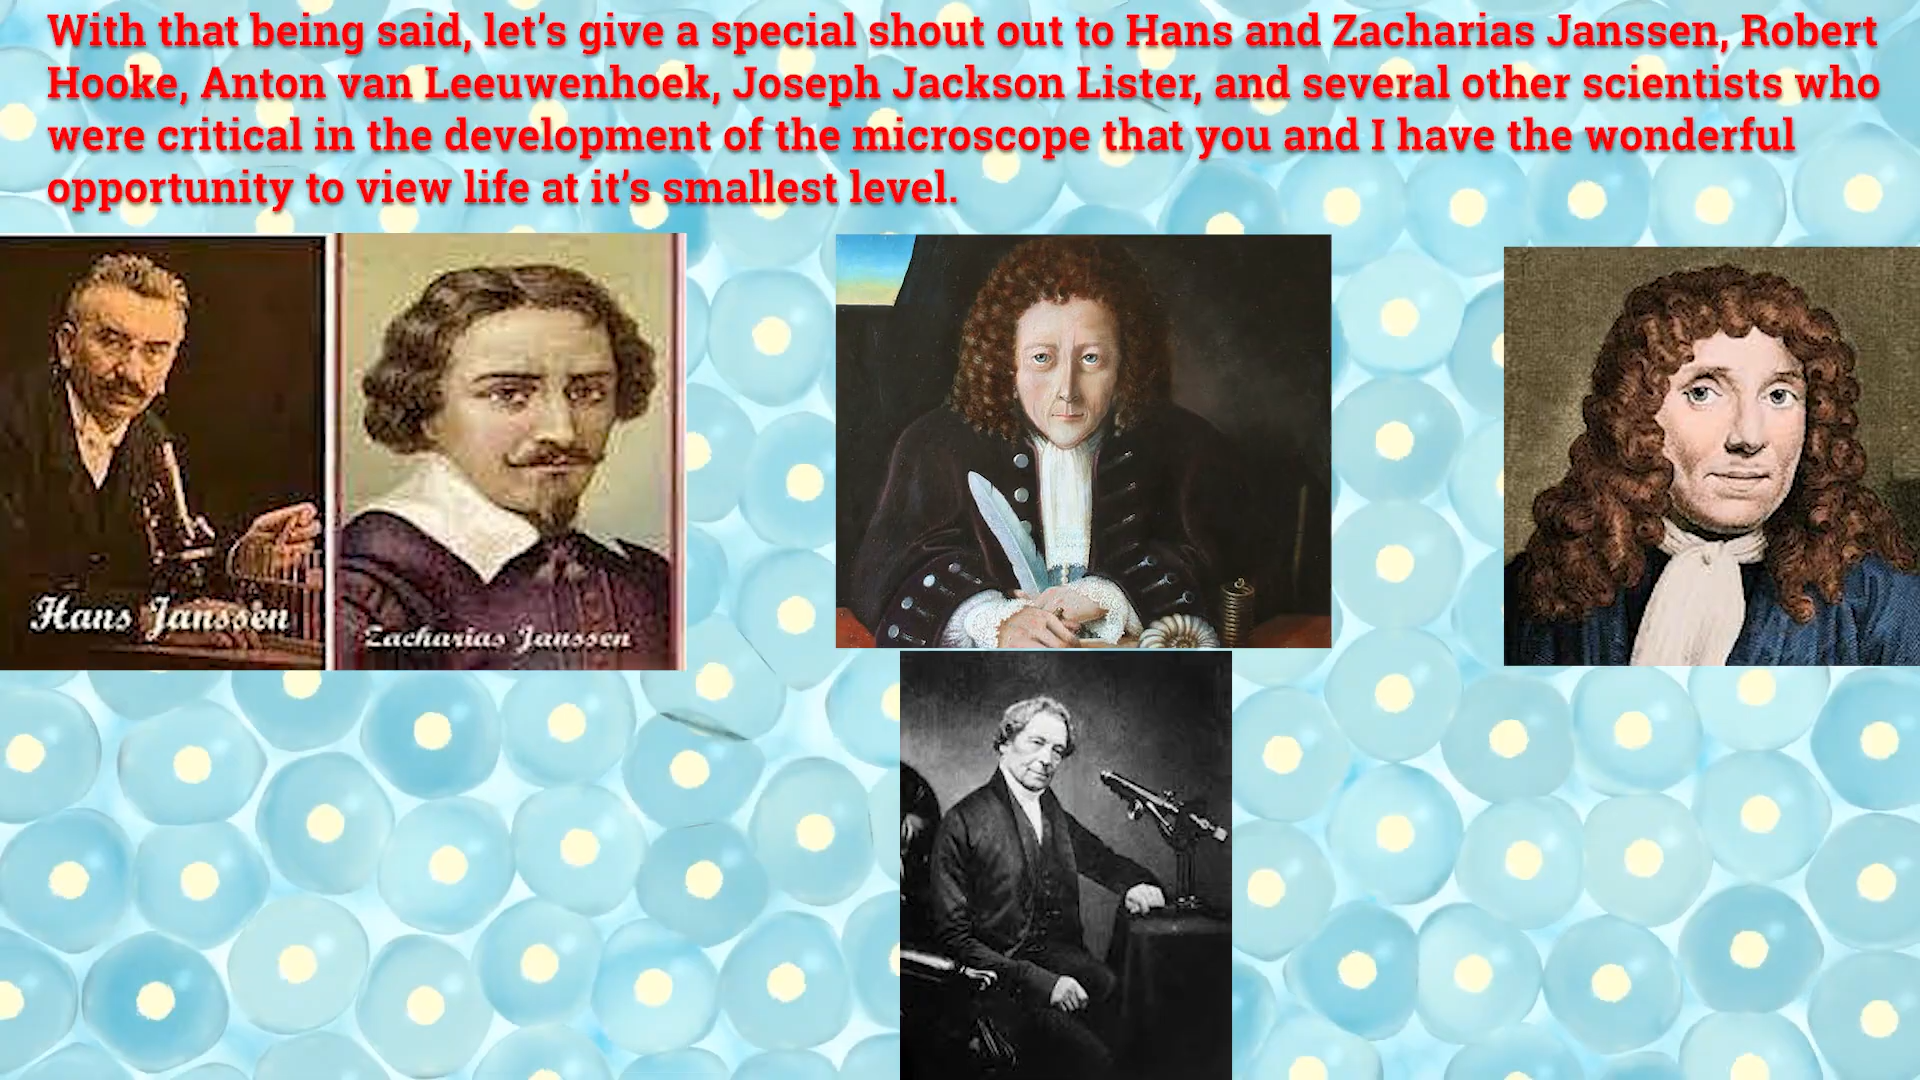 With that being said, let’s give a special shout out to Hans and Zacharias Janssen, Robert
Hooke, Anton van Leeuwenhoek, Joseph Jackson Lister, and several other scientists who
were critical in the development of the microscope that you and I have the wonderful
opportunity to view life at it’s smallest level.
Hans Janssen
Zacharias Janssen